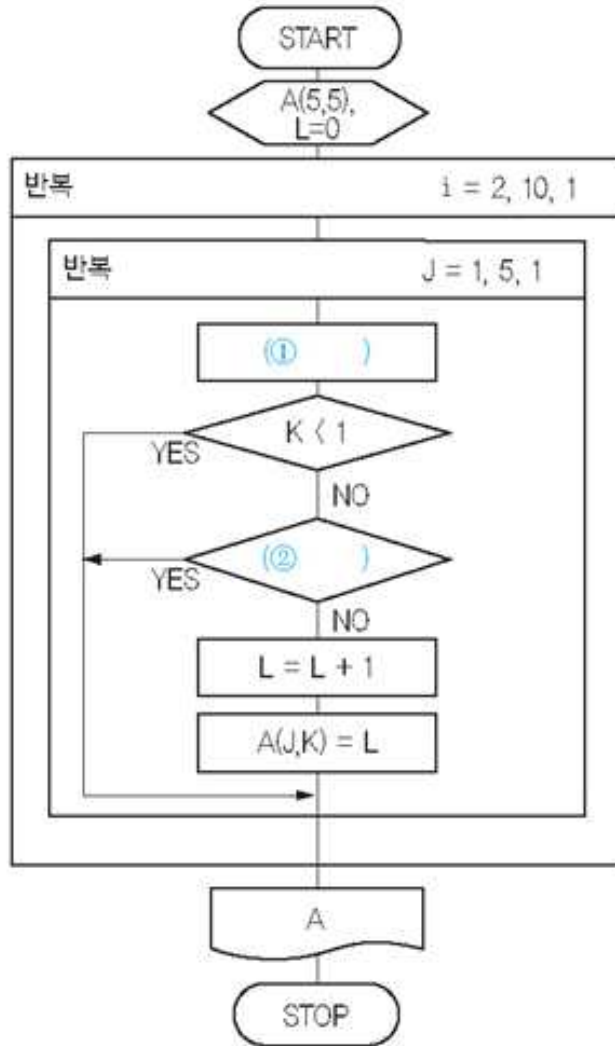 START
A(5,5),
L=0
반복 i = 2, 10, 1
반복 J = 1, 5, 1
(① )
K < 1
YES
NO
(② )
YES
NO
L = L + 1
A(J,K) = L
A
STOP